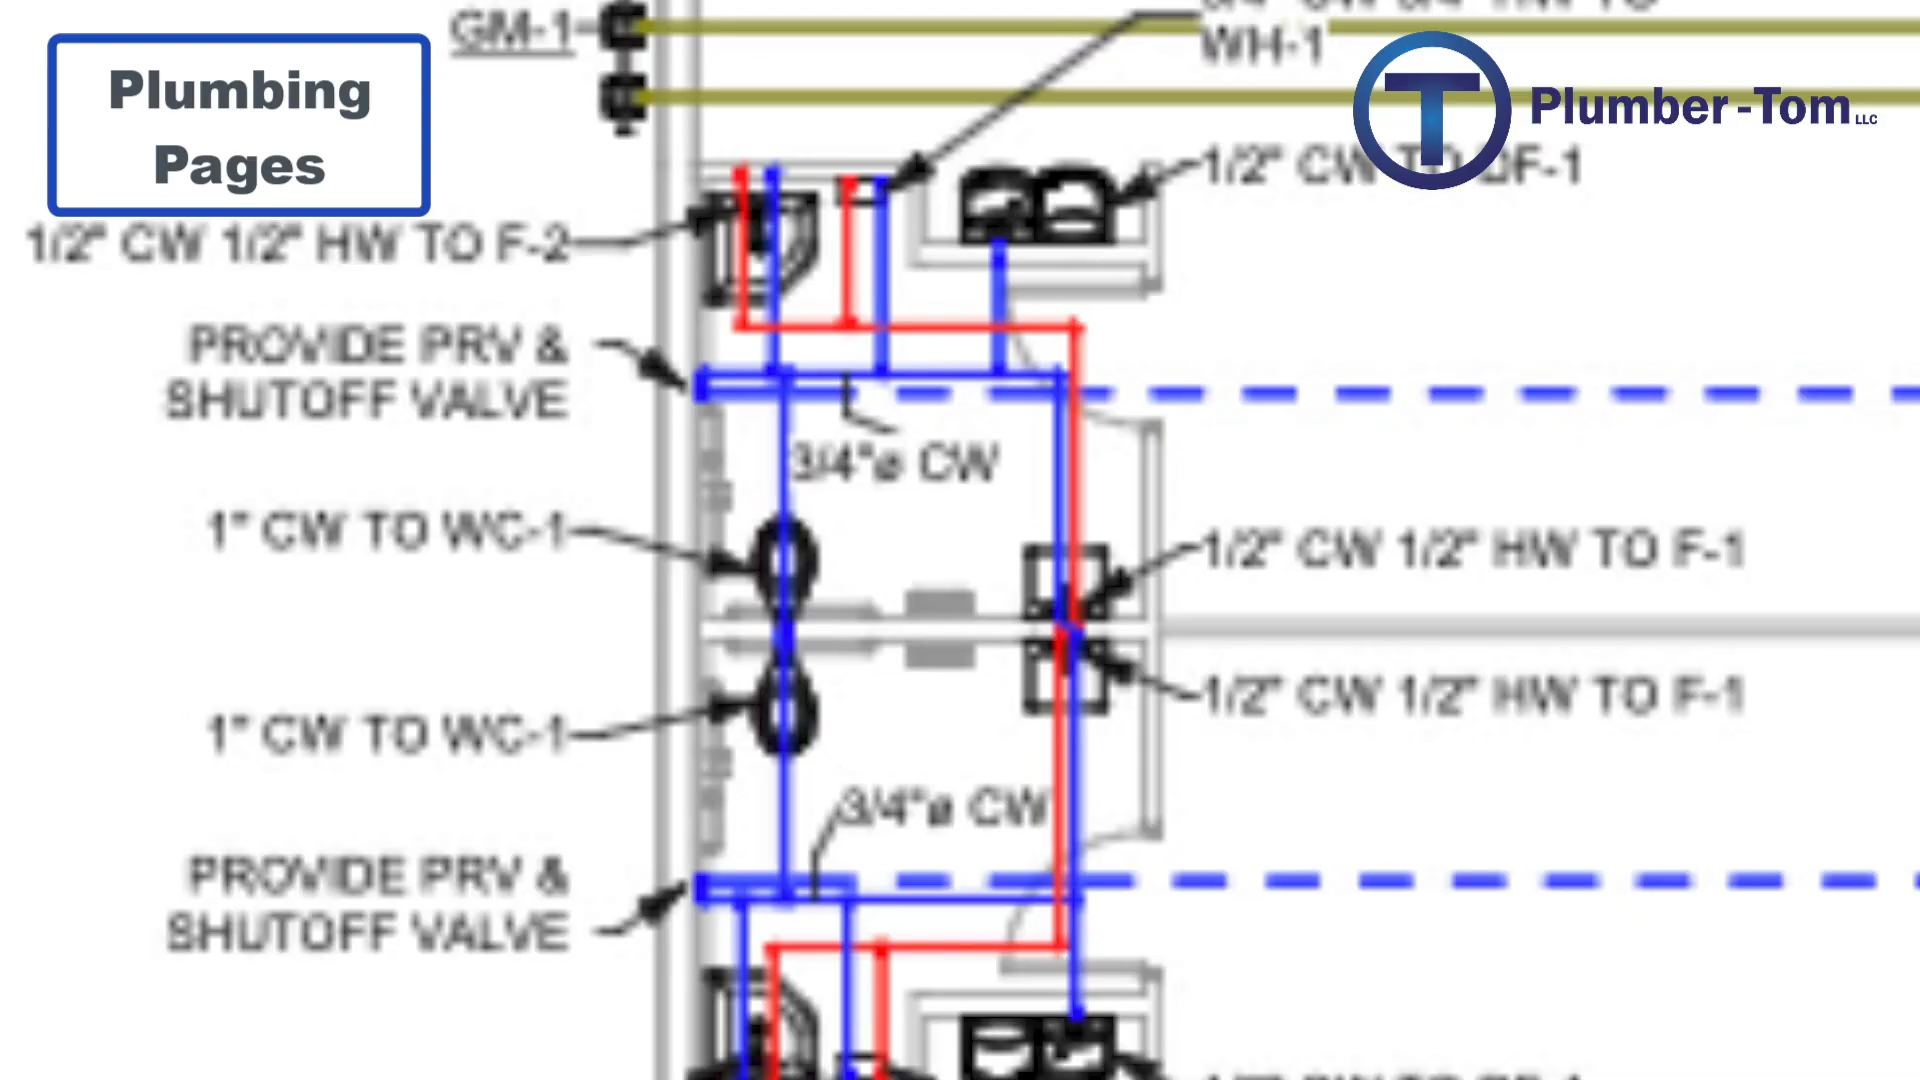 Plumbing
Pages
GM-1
WH-1
Plumber-Tom LLC
1/2" CW TO DF-1
1/2" CW 1/2" HW TO F-2
PROVIDE PRV &
SHUTOFF VALVE
3/4"ø CW
1" CW TO WC-1
1/2" CW 1/2" HW TO F-1
1/2" CW 1/2" HW TO F-1
1" CW TO WC-1
3/4"ø CW
PROVIDE PRV &
SHUTOFF VALVE